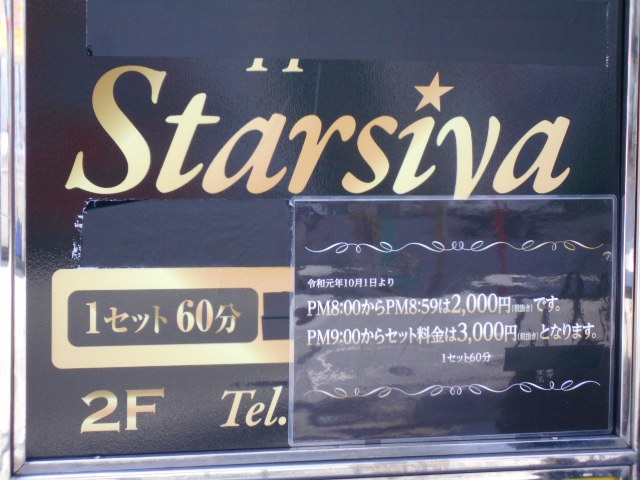 Starsiya
令和元年10月1日より
PM8:00からPM8:59は2,000円(税抜き)です。
PM9:00からセット料金は3,000円(税抜き)となります。
1セット60分
1セット 60分
2F Tel.